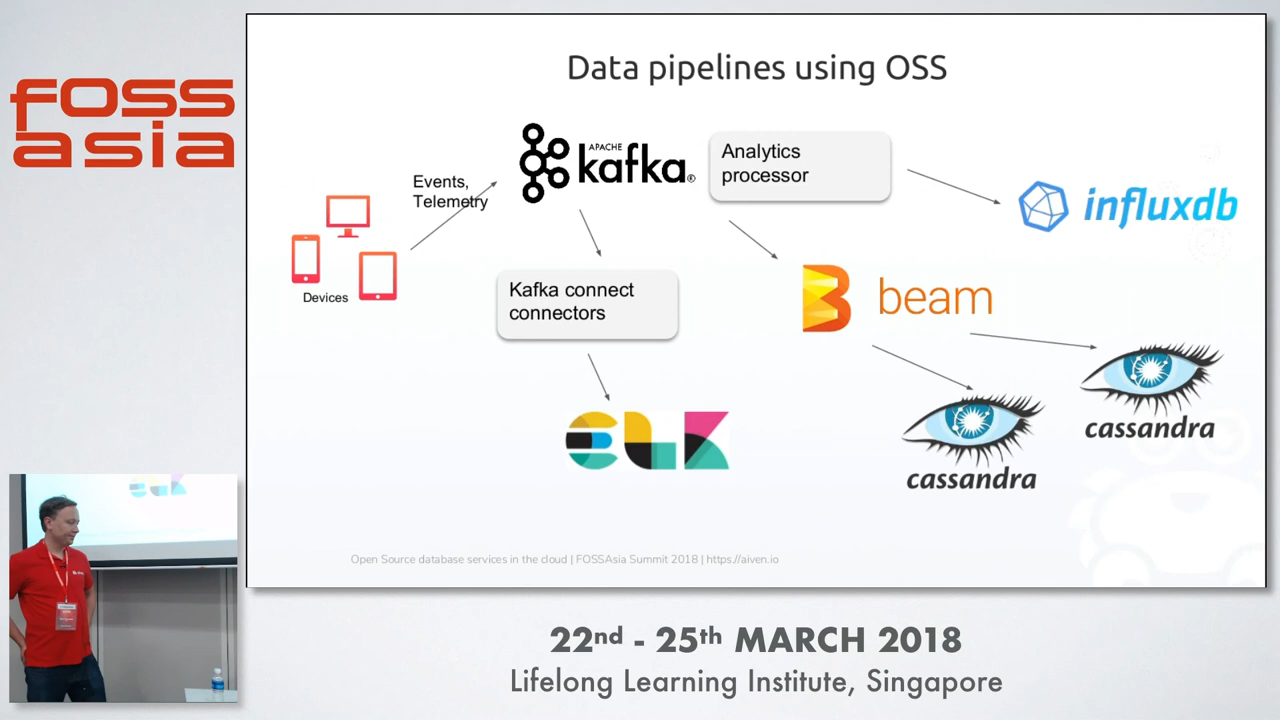 foss
asia
Data pipelines using OSS
Events,
Telemetry
APACHE
kafka®
Analytics
processor
influxdb
Devices
Kafka connect
connectors
beam
ELK
cassandra
cassandra
Open Source database services in the cloud | FOSSAsia Summit 2018 | https://aiven.io
22nd - 25th MARCH 2018
Lifelong Learning Institute, Singapore